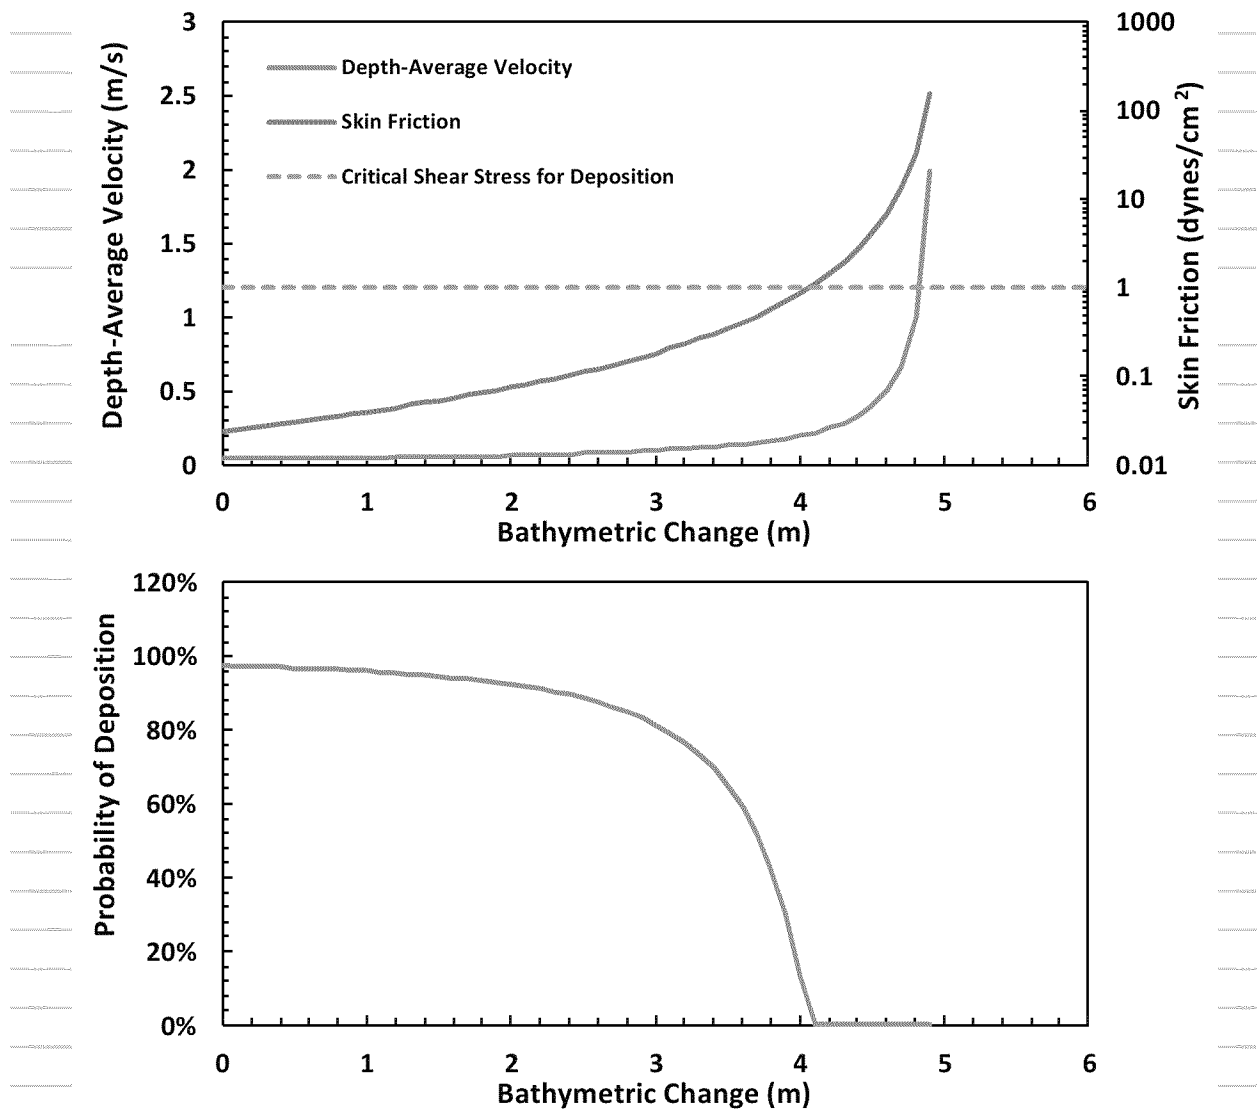 Depth-Average Velocity (m/s)
3
2.5
2
1.5
1
0.5
0
Depth-Average Velocity
Skin Friction
Critical Shear Stress for Deposition
1000
100
10
1
0.1
0.01
Skin Friction (dynes/cm 2)
0 1 2 3 4 5 6
Bathymetric Change (m)
Probability of Deposition
120%
100%
80%
60%
40%
20%
0%
0 1 2 3 4 5 6
Bathymetric Change (m)